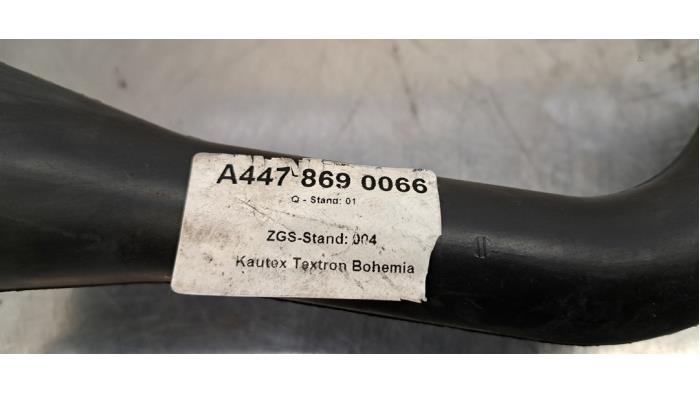 A447 869 0066
Q - Stand: 01
ZGS-Stand: 004
Kautex Textron Bohemia